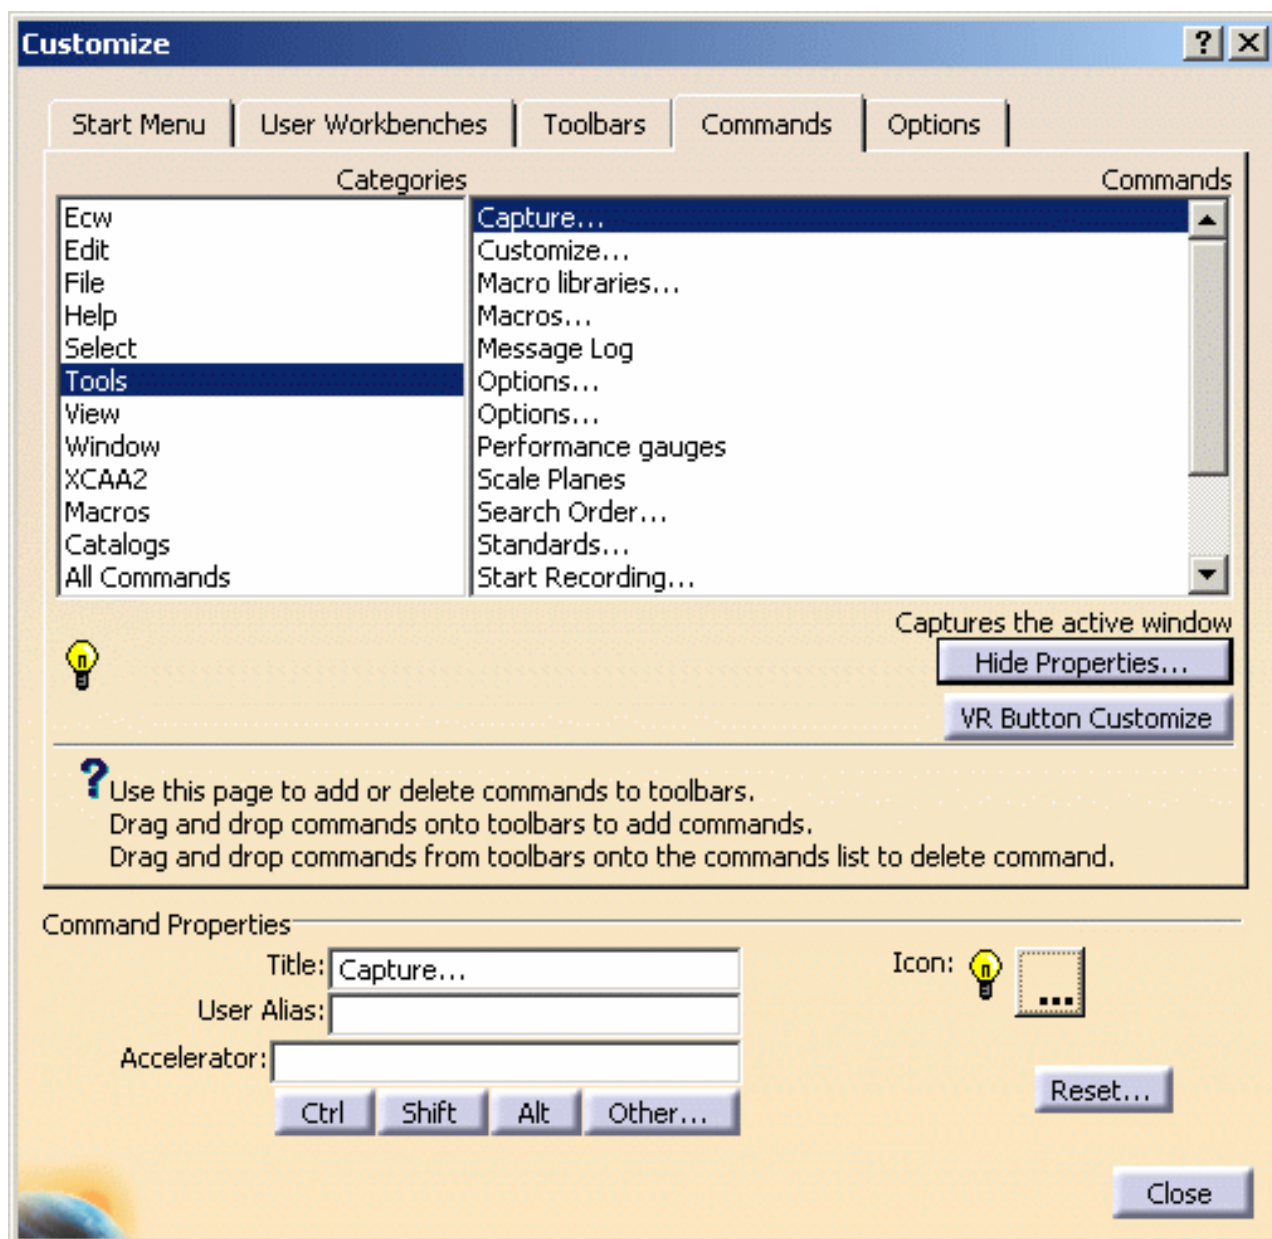 Customize
Start Menu
User Workbenches
Toolbars
Commands
Options
Categories
Commands
Ecw
Edit
File
Help
Select
Tools
View
Window
XCAA2
Macros
Catalogs
All Commands
Capture...
Customize...
Macro libraries...
Macros...
Message Log
Options...
Options...
Performance gauges
Scale Planes
Search Order...
Standards...
Start Recording...
Captures the active window
Hide Properties...
VR Button Customize
Use this page to add or delete commands to toolbars.
Drag and drop commands onto toolbars to add commands.
Drag and drop commands from toolbars onto the commands list to delete command.
Command Properties
Title: Capture...
Icon: ...
User Alias:
Accelerator:
Ctrl
Shift
Alt
Other...
Reset...
Close